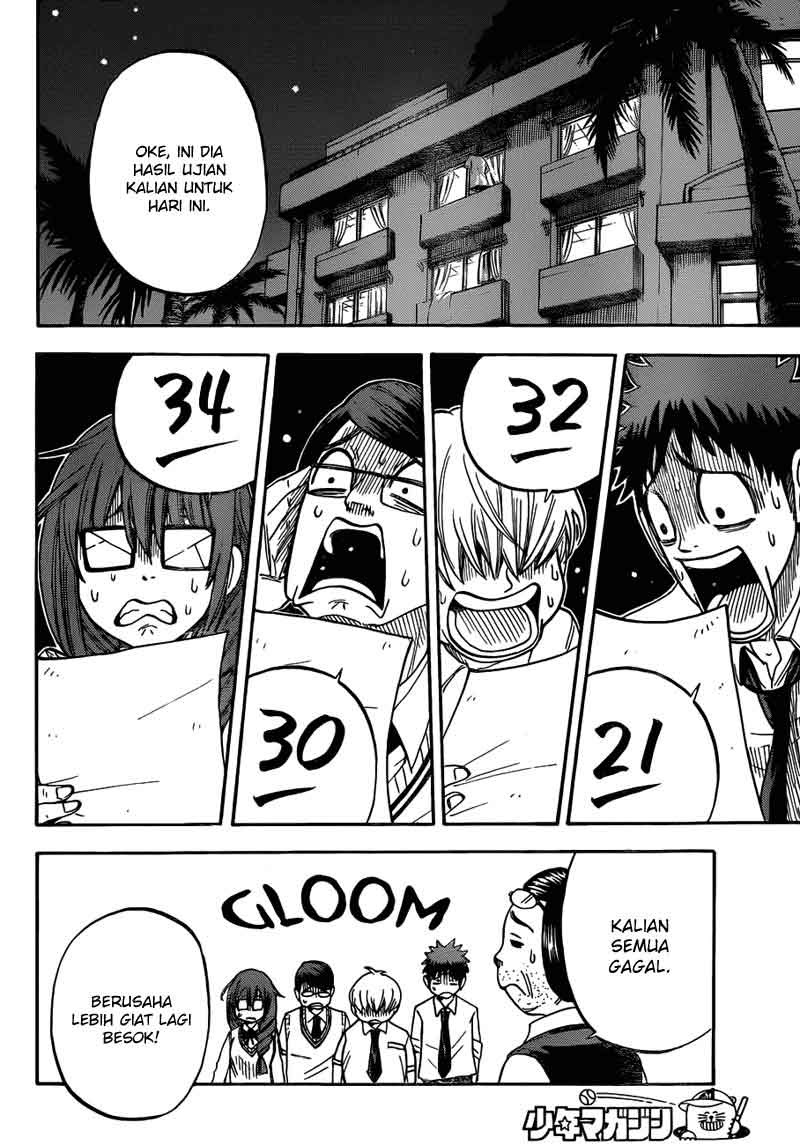 OKE, INI DIA
HASIL UJIAN
KALIAN UNTUK
HARI INI.
34
30
32
21
GLOOM
KALIAN
SEMUA
GAGAL.
BERUSAHA
LEBIH GIAT LAGI
BESOK!
少年マガジン